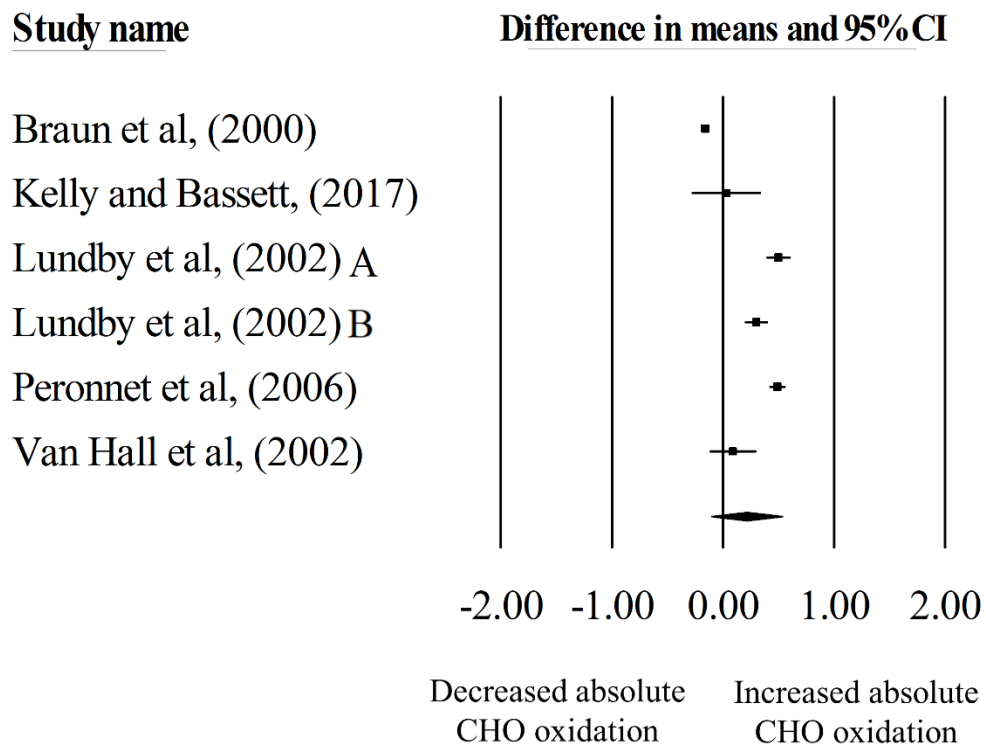 Study name
Difference in means and 95%CI
Braun et al, (2000)
Kelly and Bassett, (2017)
Lundby et al, (2002) A
Lundby et al, (2002) B
Peronnet et al, (2006)
Van Hall et al, (2002)
-2.00 -1.00 0.00 1.00 2.00
Decreased absolute
CHO oxidation
Increased absolute
CHO oxidation